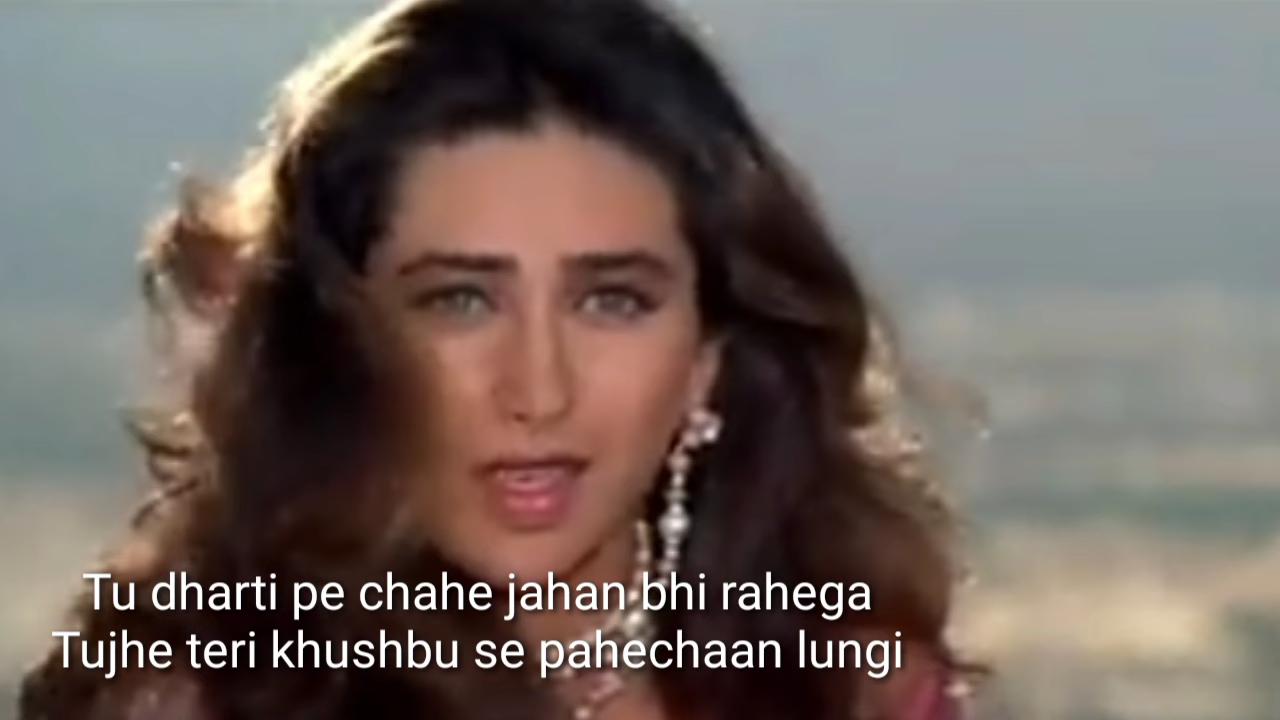 Tu dharti pe chahe jahan bhi rahega
Tujhe teri khushbu se pahechaan lungi